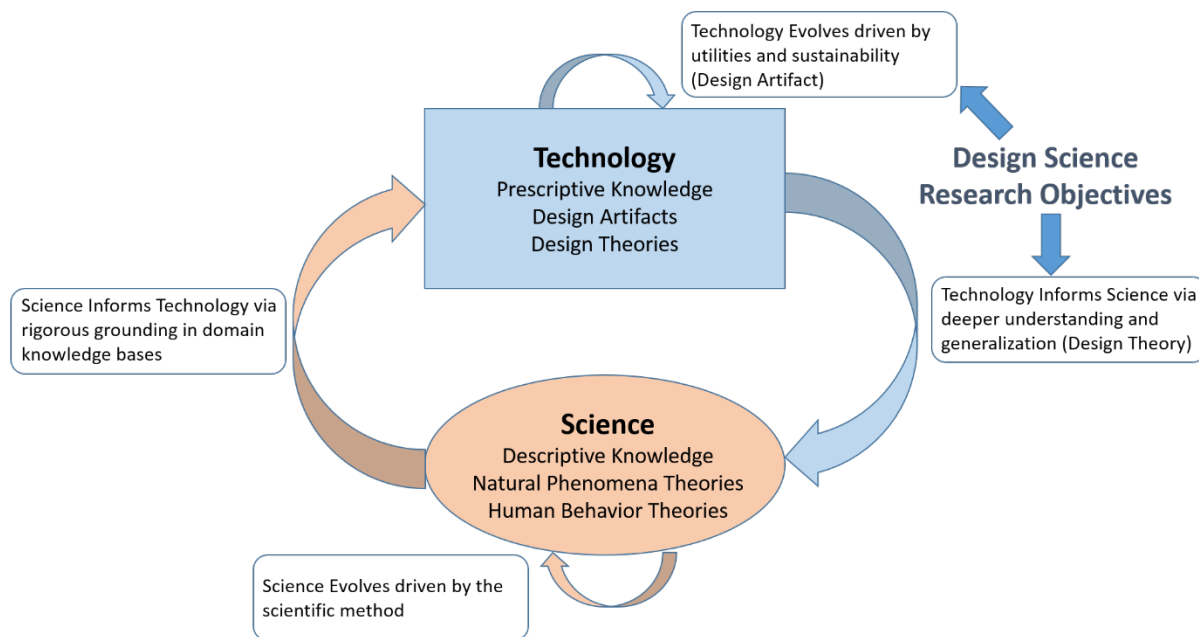 Technology Evolves driven by
utilities and sustainability
(Design Artifact)
Technology
Prescriptive Knowledge
Design Artifacts
Design Theories
Design Science
Research Objectives
Science Informs Technology via
rigorous grounding in domain
knowledge bases
Technology Informs Science via
deeper understanding and
generalization (Design Theory)
Science
Descriptive Knowledge
Natural Phenomena Theories
Human Behavior Theories
Science Evolves driven by the
scientific method